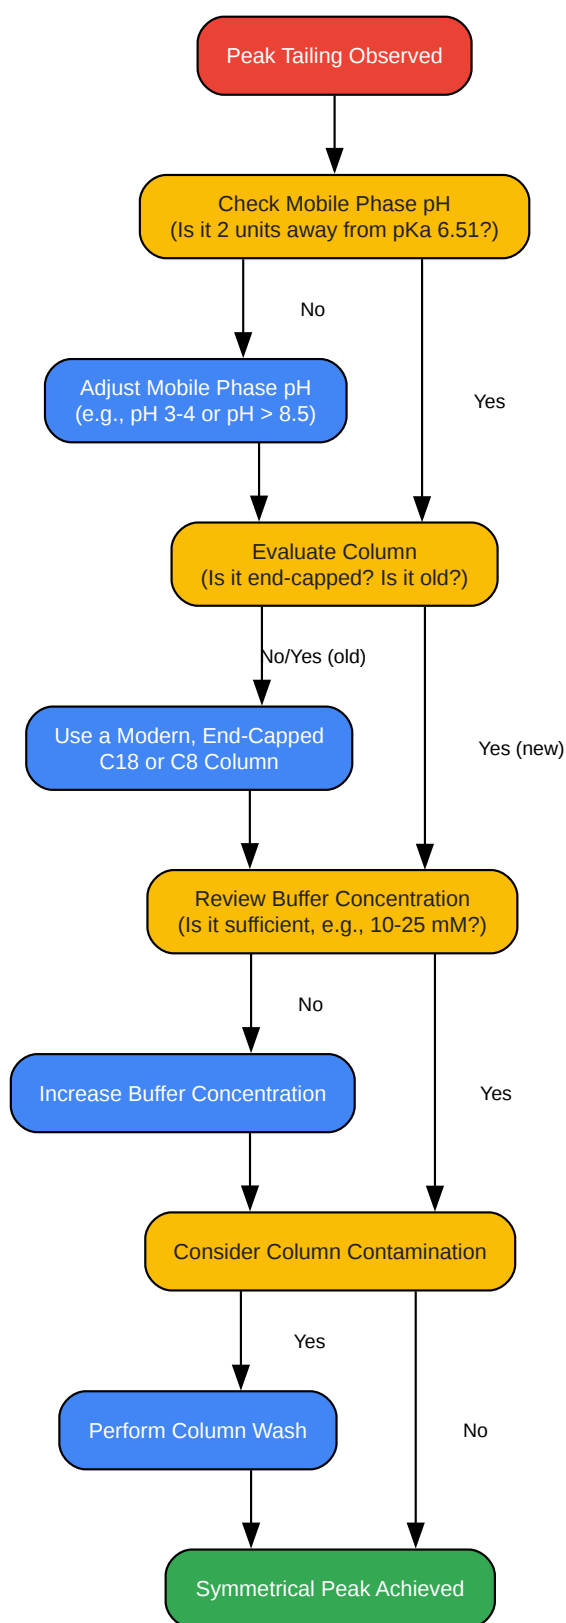 Peak Tailing Observed
Check Mobile Phase pH
(Is it 2 units away from pKa 6.51?)
No
Adjust Mobile Phase pH
(e.g., pH 3-4 or pH > 8.5)
Yes
Evaluate Column
(Is it end-capped? Is it old?)
No/Yes (old)
Use a Modern, End-Capped
C18 or C8 Column
Yes (new)
Review Buffer Concentration
(Is it sufficient, e.g., 10-25 mM?)
No
Increase Buffer Concentration
Yes
Consider Column Contamination
Yes
Perform Column Wash
No
Symmetrical Peak Achieved